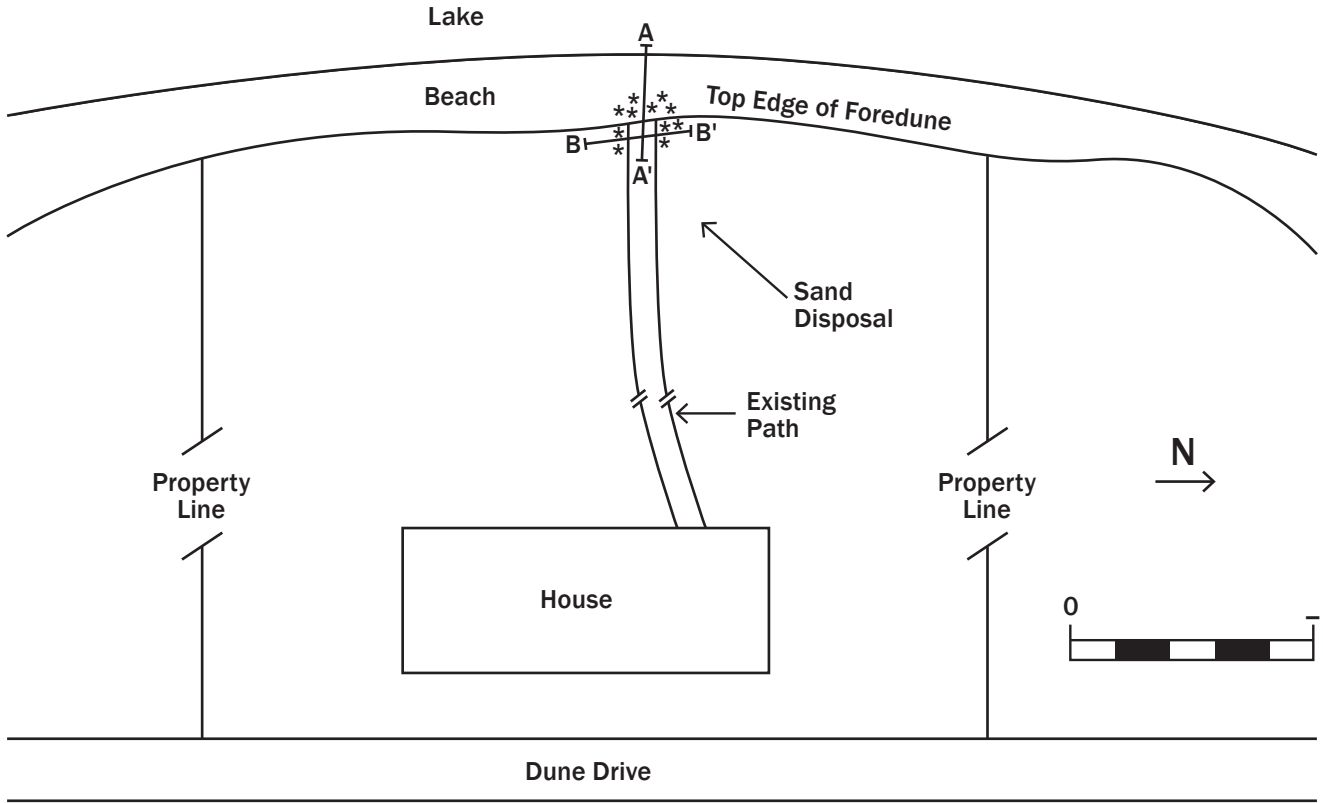 Lake
A
Beach
Top Edge of Foredune
* * * * * * * * * * * *
B
B'
A'
Sand
Disposal
Existing
Path
N
Property
Line
Property
Line
House
0
_
Dune Drive